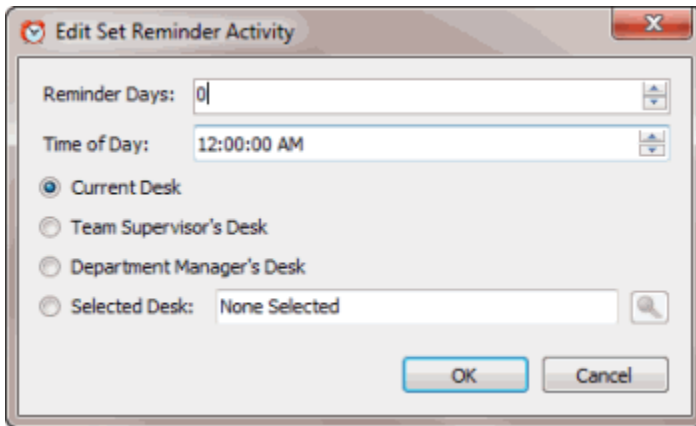 Edit Set Reminder Activity
Reminder Days: 0
Time of Day: 12:00:00 AM
Current Desk
Team Supervisor's Desk
Department Manager's Desk
Selected Desk: None Selected
OK Cancel